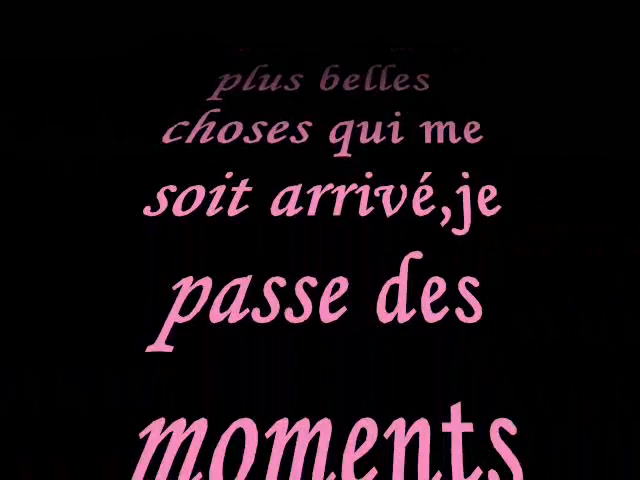 plus belles
choses qui me
soit arrivé,je
passe des
moments